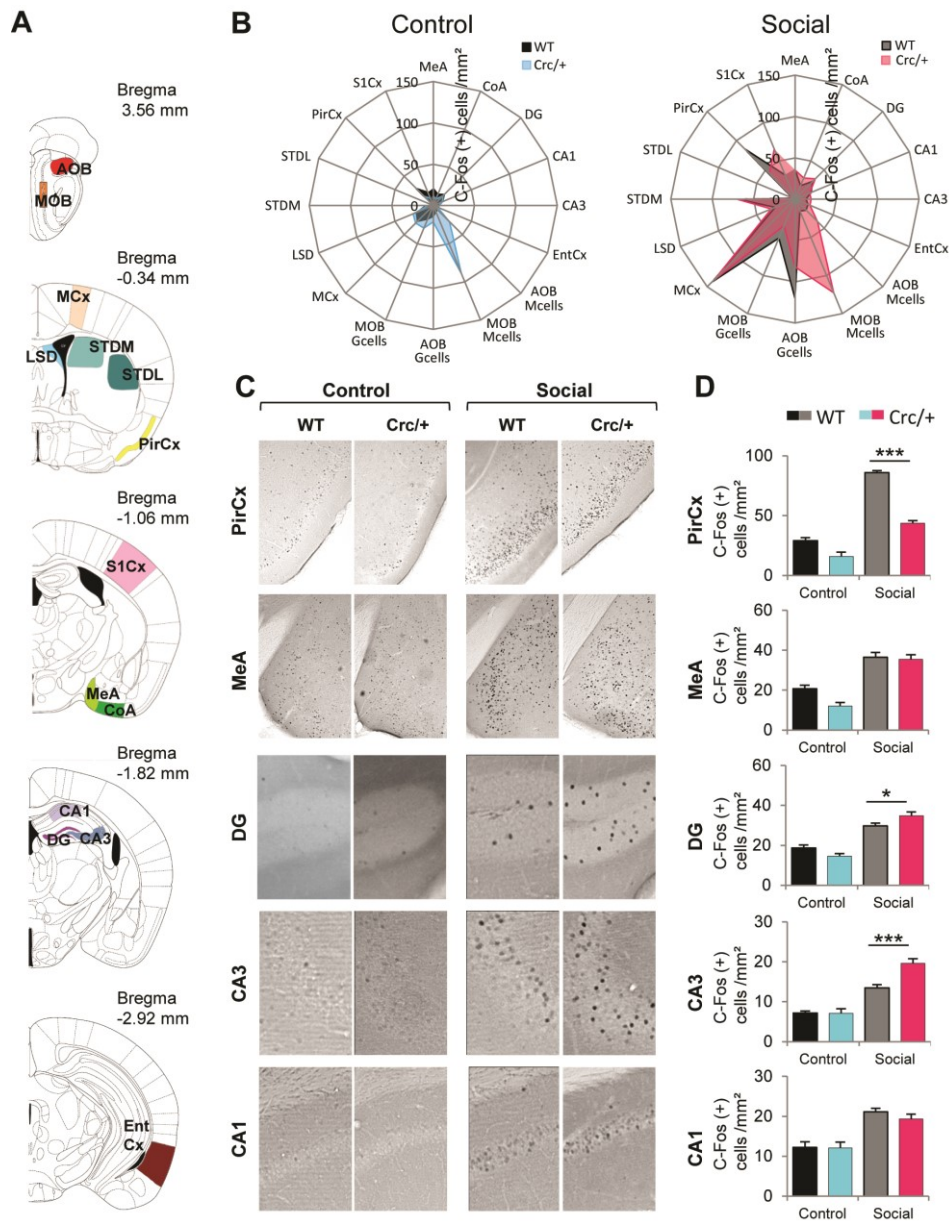 A
Bregma
3.56 mm
AOB
MOB
Bregma
-0.34 mm
MCx
LSD
STDM
STDL
PirCx
Bregma
-1.06 mm
S1Cx
MeA
CoA
Bregma
-1.82 mm
CA1
DG
CA3
Bregma
-2.92 mm
Ent
Cx
B
Control
WT
Crc/+
C-Fos (+) cells /mm²
150
100
50
0
MeA
CoA
DG
CA1
CA3
EntCx
AOB
Mcells
MOB
Mcells
AOB
Gcells
MOB
Gcells
MCx
LSD
STDM
STDL
PirCx
S1Cx
Social
WT
Crc/+
C-Fos (+) cells /mm²
150
100
50
0
MeA
CoA
DG
CA1
CA3
EntCx
AOB
Mcells
MOB
Mcells
AOB
Gcells
MOB
Gcells
MCx
LSD
STDM
STDL
PirCx
S1Cx
C
Control
Social
WT
Crc/+
WT
Crc/+
PirCx
MeA
DG
CA3
CA1
D
WT
Crc/+
PirCx
C-Fos (+)
cells /mm²
100
50
0
***
Control
Social
MeA
C-Fos (+)
cells /mm²
60
40
20
0
Control
Social
DG
C-Fos (+)
cells /mm²
60
40
20
0
*
Control
Social
CA3
C-Fos (+)
cells /mm²
30
20
10
0
***
Control
Social
CA1
C-Fos (+)
cells /mm²
30
20
10
0
Control
Social